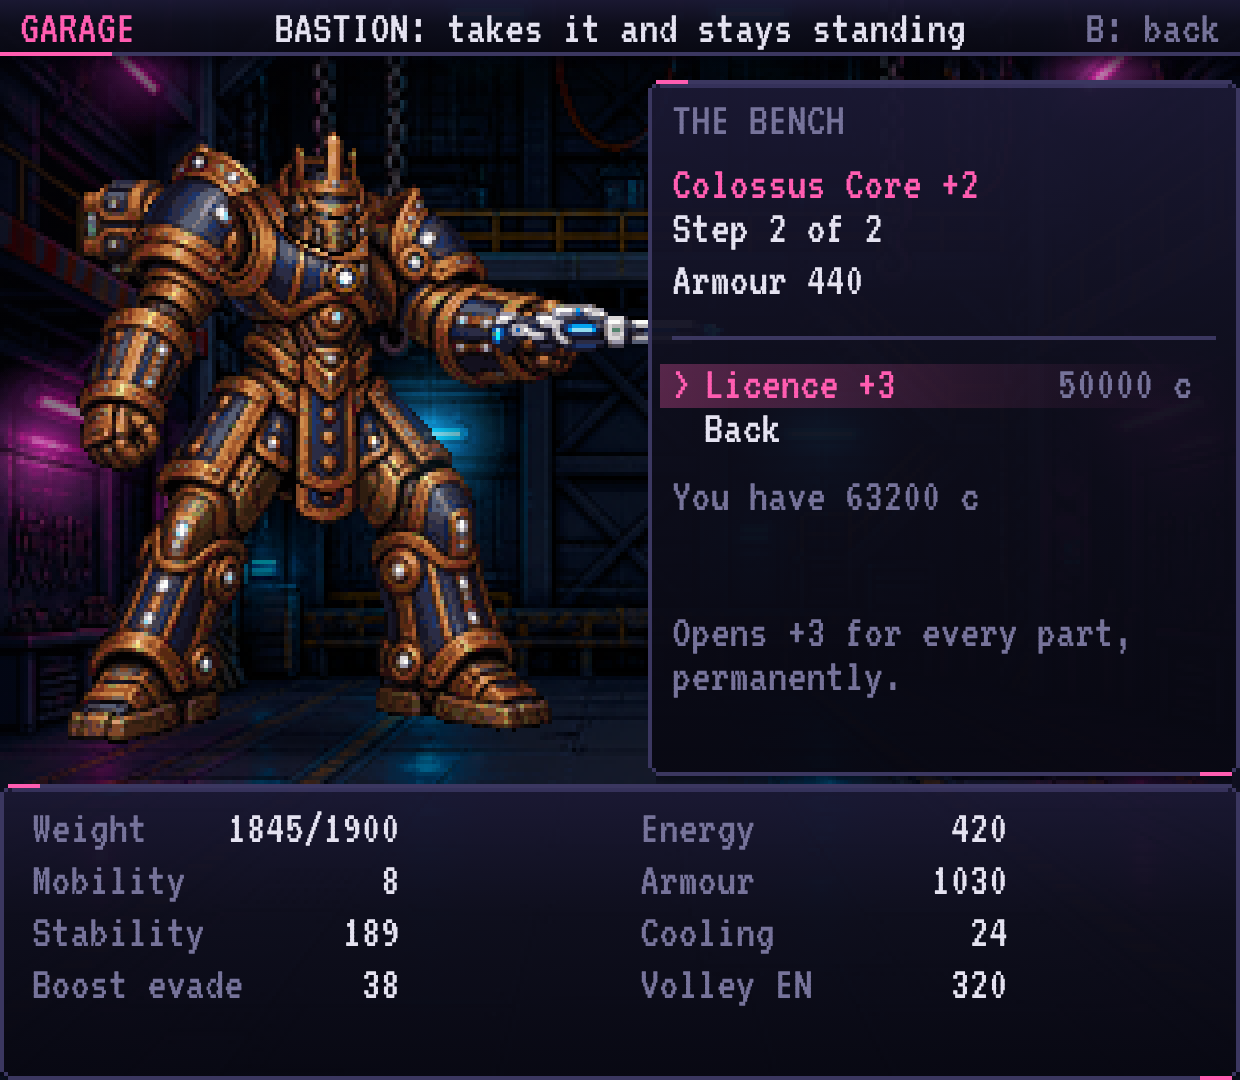 GARAGE BASTION: takes it and stays standing B: back
THE BENCH
Colossus Core +2
Step 2 of 2
Armour 440
› Licence +3 50000 c
Back
You have 63200 c
Opens +3 for every part,
permanently.
Weight 1845/1900 Energy 420
Mobility 8 Armour 1030
Stability 189 Cooling 24
Boost evade 38 Volley EN 320